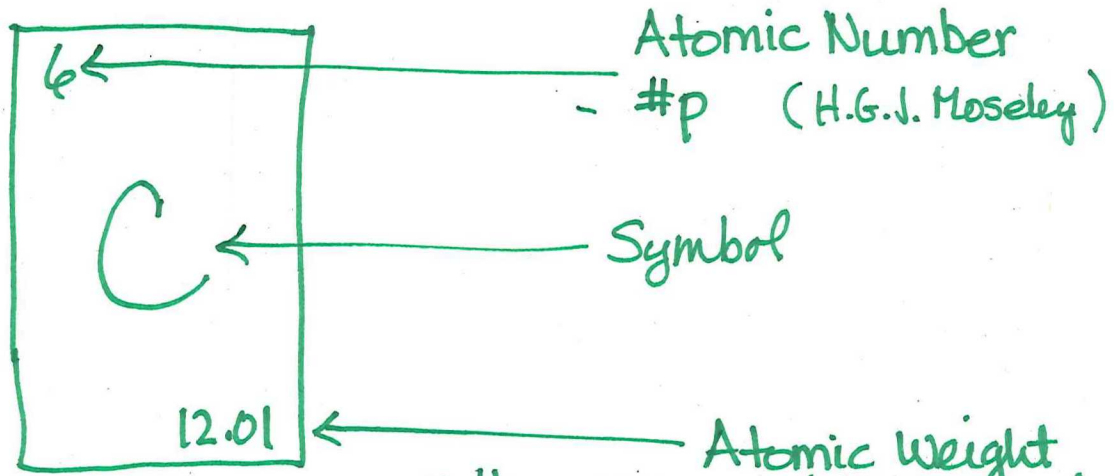 6
Atomic Number
- #p (H.G.J. Moseley)
C
Symbol
12.01
Atomic Weight